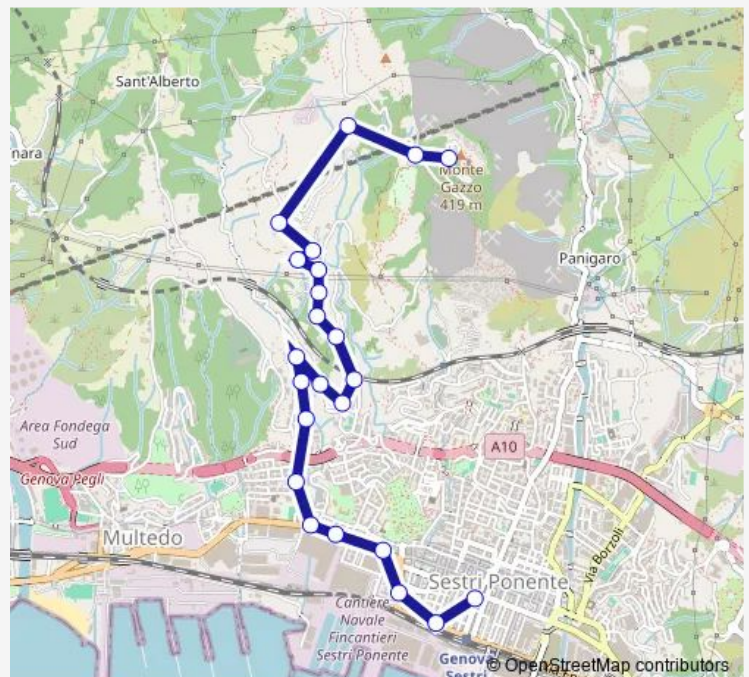 Sant'Alberto
nara
Monte
Gazzo
419 m
Panigaro
Area Fondega
Sud
A10
Genova Pegli
Multedo
Via Borzoli
Sestri Ponente
Cantiere
Navale
Fincantieri
Sestri Ponente
Genova
Sestri
© OpenStreetMap contributors